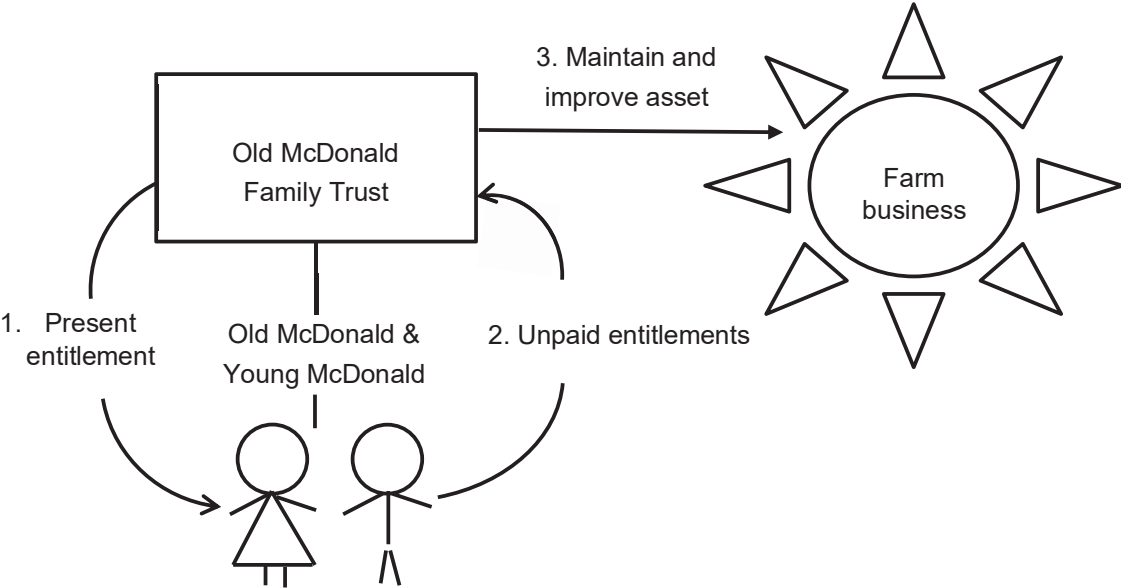 3. Maintain and
improve asset
Old McDonald
Family Trust
Farm
business
1. Present
entitlement
Old McDonald &
Young McDonald
2. Unpaid entitlements